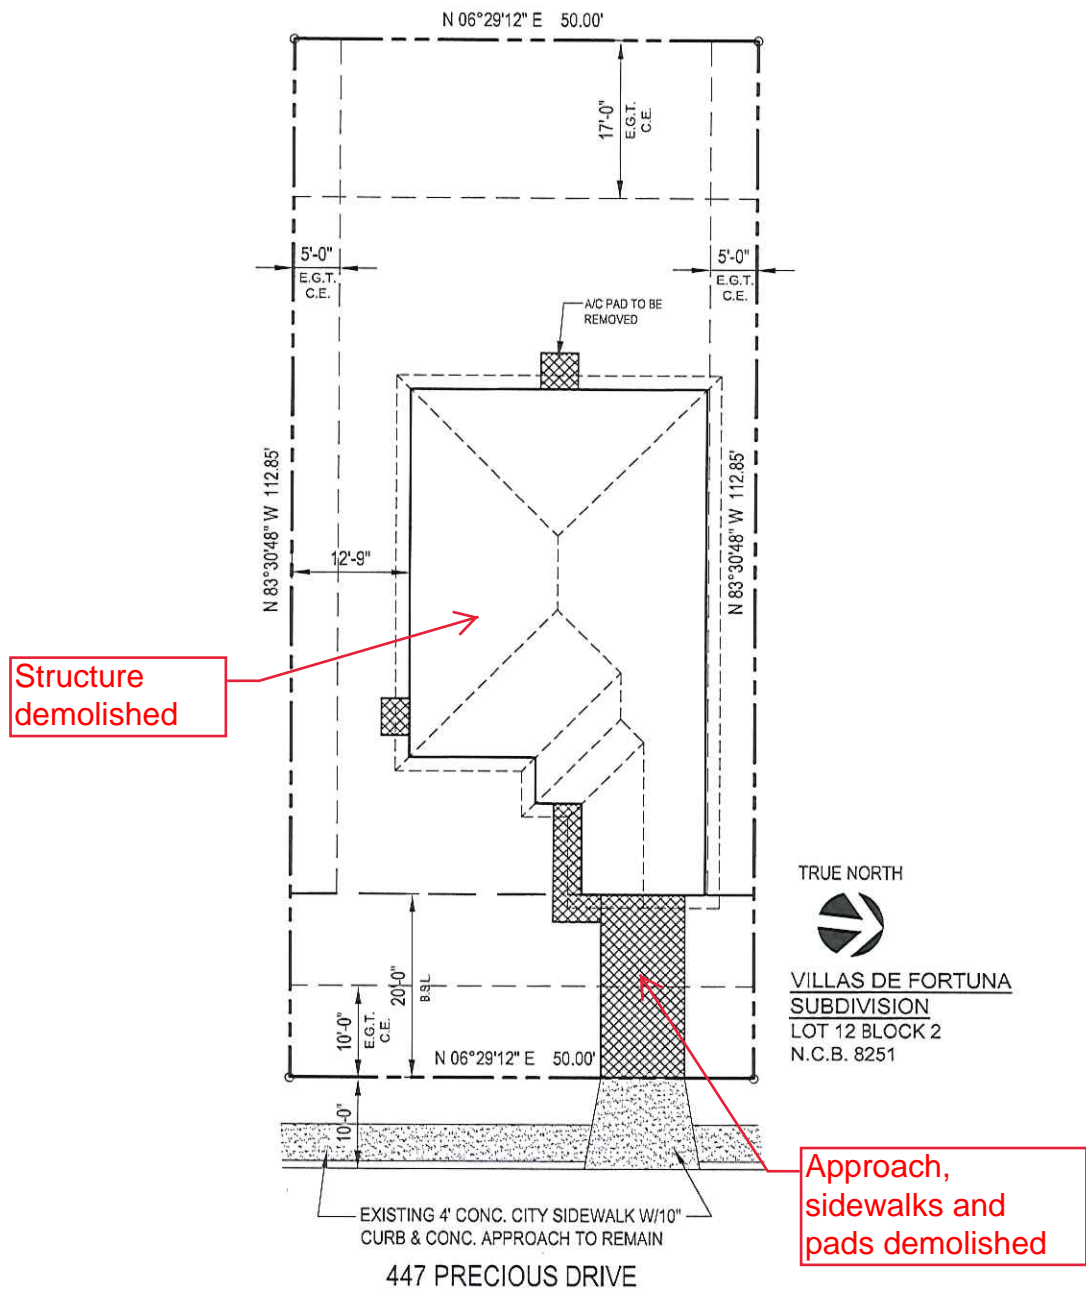 N 06°29'12" E 50.00'
17'-0"
E.G.T.
C.E.
5'-0"
E.G.T.
C.E.
5'-0"
E.G.T.
C.E.
A/C PAD TO BE
REMOVED
N 83°30'48" W 112.85'
N 83°30'48" W 112.85'
12'-9"
Structure
demolished
TRUE NORTH
VILLAS DE FORTUNA
SUBDIVISION
LOT 12 BLOCK 2
N.C.B. 8251
20'-0"
B.S.L.
10'-0"
E.G.T.
C.E.
N 06°29'12" E 50.00'
10'-0"
Approach,
sidewalks and
pads demolished
EXISTING 4' CONC. CITY SIDEWALK W/10"
CURB & CONC. APPROACH TO REMAIN
447 PRECIOUS DRIVE